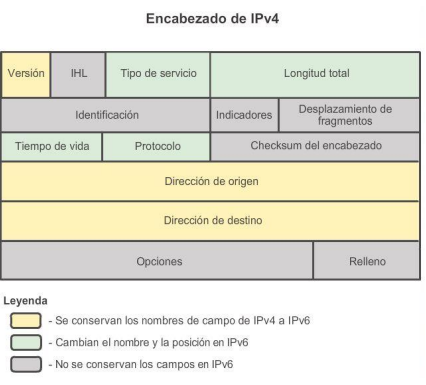 Encabezado de IPv4
Versión IHL Tipo de servicio Longitud total
Identificación Indicadores Desplazamiento de
fragmentos
Tiempo de vida Protocolo Checksum del encabezado
Dirección de origen
Dirección de destino
Opciones Relleno
Leyenda
- Se conservan los nombres de campo de IPv4 a IPv6
- Cambian el nombre y la posición en IPv6
- No se conservan los campos en IPv6